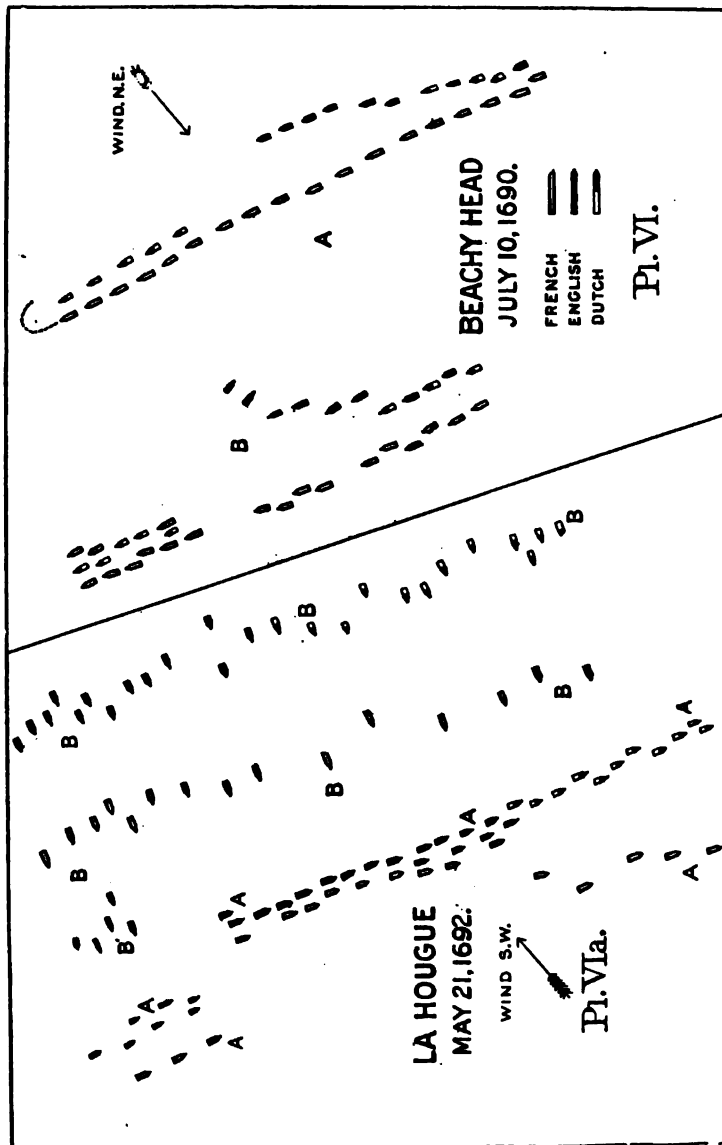 WIND. N.E.
A
BEACHY HEAD
JULY 10, 1690.
FRENCH
ENGLISH
DUTCH
Pl. VI.
B
B
B
B
B
B
B
B'
A
A
A
A
A
A
LA HOUGUE
MAY 21, 1692.
WIND S.W.
Pl. VIa.